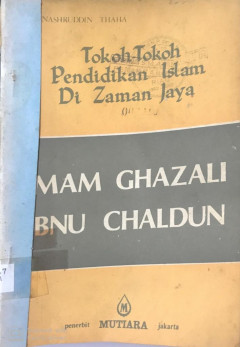 NASHRUDDIN THAHA
Tokoh-Tokoh
Pendidikan Islam
Di Zaman Jaya
MAM GHAZALI
BNU CHALDUN
M
penerbit MUTIARA jakarta